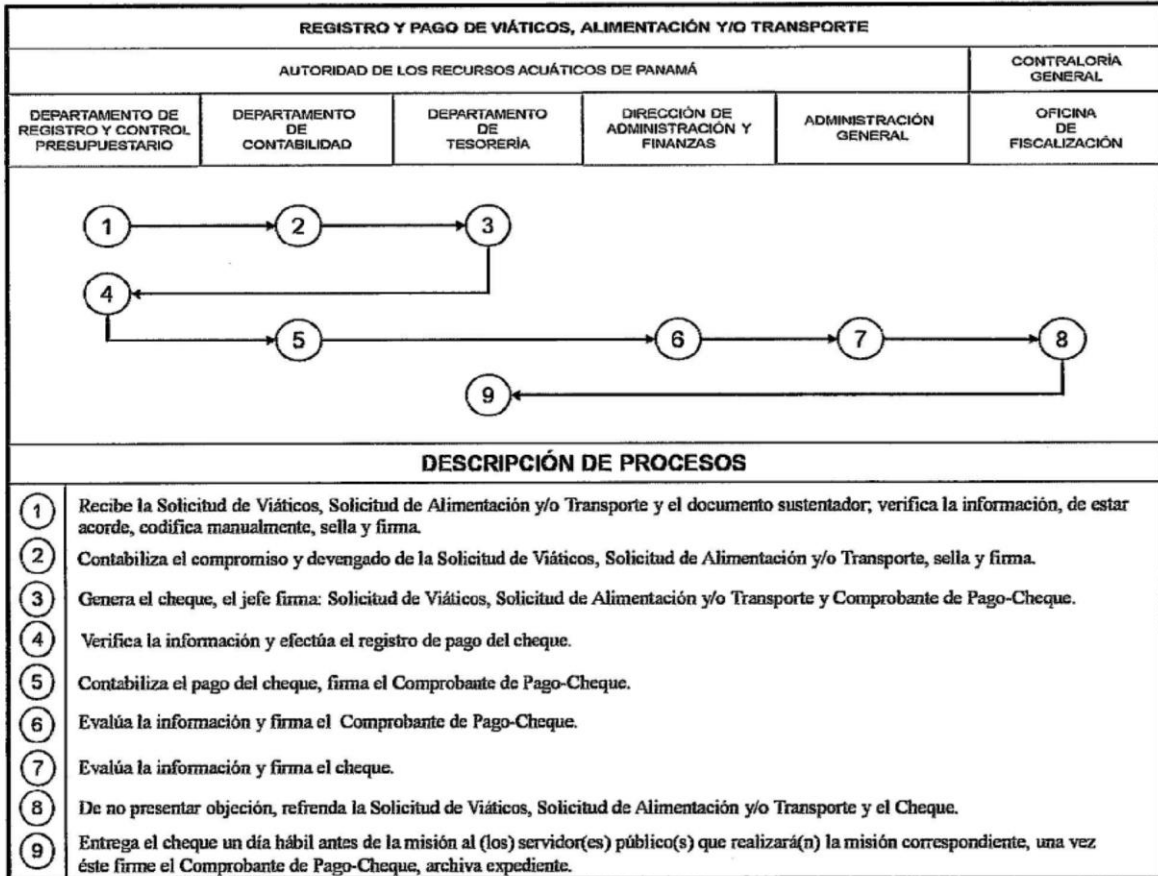 REGISTRO Y PAGO DE VIÁTICOS, ALIMENTACIÓN Y/O TRANSPORTE
AUTORIDAD DE LOS RECURSOS ACUÁTICOS DE PANAMÁ
CONTRALORÍA
GENERAL
DEPARTAMENTO DE
REGISTRO Y CONTROL
PRESUPUESTARIO
DEPARTAMENTO
DE
CONTABILIDAD
DEPARTAMENTO
DE
TESORERÍA
DIRECCIÓN DE
ADMINISTRACIÓN Y
FINANZAS
ADMINISTRACIÓN
GENERAL
OFICINA
DE
FISCALIZACIÓN
1
2
3
4
5
6
7
8
9
DESCRIPCIÓN DE PROCESOS
1 Recibe la Solicitud de Viáticos, Solicitud de Alimentación y/o Transporte y el documento sustentador, verifica la información, de estar
acorde, codifica manualmente, sella y firma.
2 Contabiliza el compromiso y devengado de la Solicitud de Viáticos, Solicitud de Alimentación y/o Transporte, sella y firma.
3 Genera el cheque, el jefe firma: Solicitud de Viáticos, Solicitud de Alimentación y/o Transporte y Comprobante de Pago-Cheque.
4 Verifica la información y efectúa el registro de pago del cheque.
5 Contabiliza el pago del cheque, firma el Comprobante de Pago-Cheque.
6 Evalúa la información y firma el Comprobante de Pago-Cheque.
7 Evalúa la información y firma el cheque.
8 De no presentar objeción, refrenda la Solicitud de Viáticos, Solicitud de Alimentación y/o Transporte y el Cheque.
9 Entrega el cheque un día hábil antes de la misión al (los) servidor(es) público(s) que realizará(n) la misión correspondiente, una vez
éste firme el Comprobante de Pago-Cheque, archiva expediente.